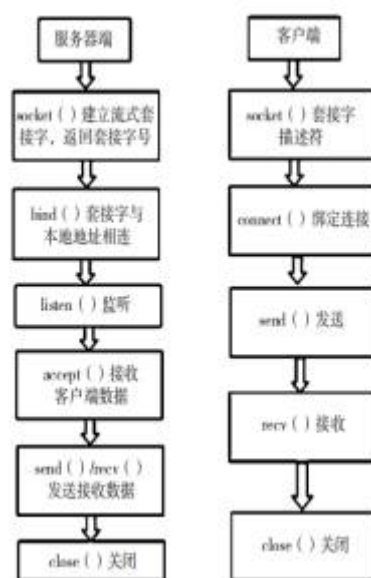 服务器端
socket ( ) 建立流式套
接字，返回套接字号
bind ( ) 套接字与
本地地址相连
listen ( ) 监听
accept ( ) 接收
客户端数据
send ( ) /recv ( )
发送接收数据
close ( ) 关闭
客户端
socket ( ) 套接字
描述符
connect ( ) 绑定连接
send ( ) 发送
recv ( ) 接收
close ( ) 关闭